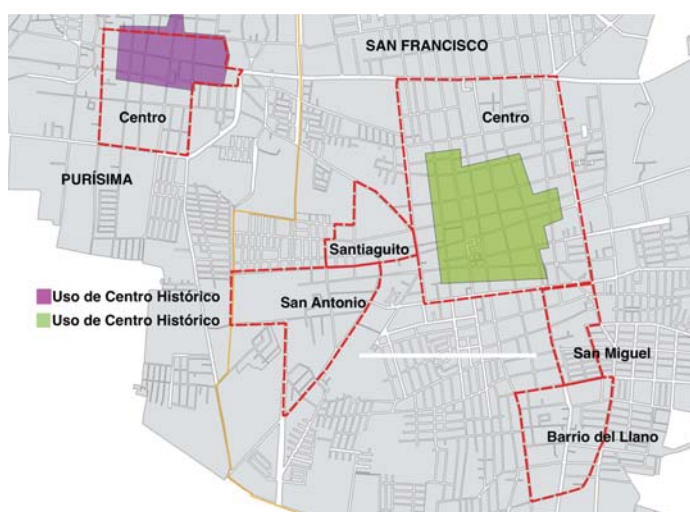 SAN FRANCISCO
Centro
Centro
PURÍSIMA
Santiaguito
Uso de Centro Histórico
San Antonio
Uso de Centro Histórico
San Miguel
Barrio del Llano